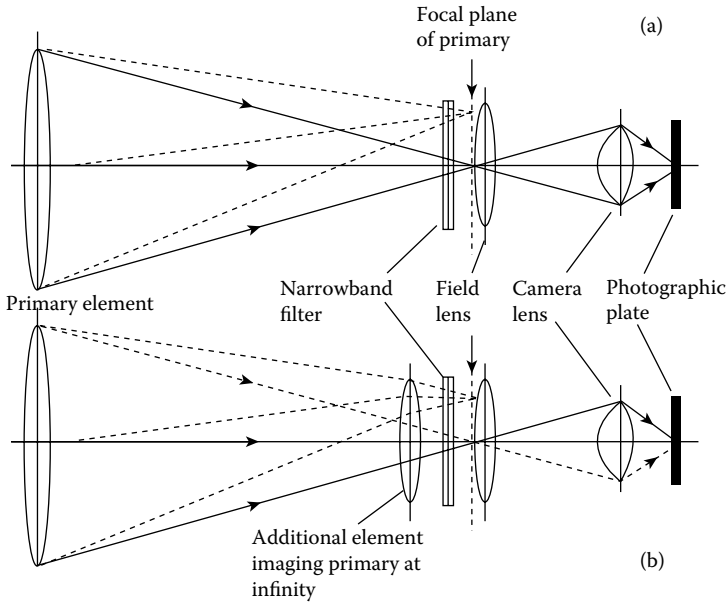 Focal plane
of primary
(a)
Primary element
Narrowband
filter
Field
lens
Camera
lens
Photographic
plate
Additional element
imaging primary at
infinity
(b)